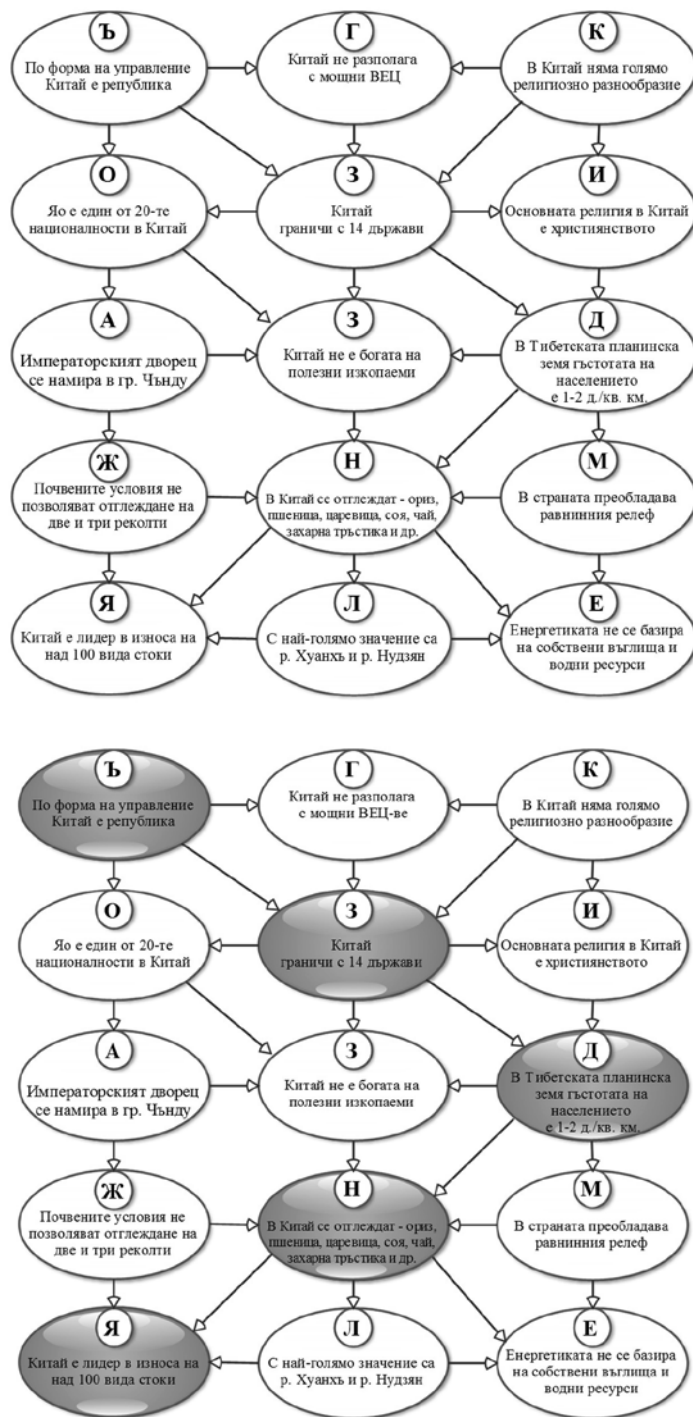 Ъ
По форма на управление
Китай е република
Г
Китай не разполага
с мощни ВЕЦ
К
В Китай няма голямо
религиозно разнообразие
О
Яо е един от 20-те
националности в Китай
З
Китай
граничи с 14 държави
И
Основната религия в Китай
е християнството
А
Императорският дворец
се намира в гр. Чънду
З
Китай не е богата на
полезни изкопаеми
Д
В Тибетската планинска
земя гъстотата на
населението
е 1-2 д./кв. км.
Ж
Почвените условия не
позволяват отглеждане на
две и три реколти
Н
В Китай се отглеждат - ориз,
пшеница, царевица, соя, чай,
захарна тръстика и др.
М
В страната преобладава
равнинния релеф
Я
Китай е лидер в износа на
над 100 вида стоки
Л
С най-голямо значение са
р. Хуанхъ и р. Нудзян
Е
Енергетиката не се базира
на собствени въглища и
водни ресурси
Ъ
По форма на управление
Китай е република
Г
Китай не разполага
с мощни ВЕЦ-ве
К
В Китай няма голямо
религиозно разнообразие
О
Яо е един от 20-те
националности в Китай
З
Китай
граничи с 14 държави
И
Основната религия в Китай
е християнството
А
Императорският дворец
се намира в гр. Чънду
З
Китай не е богата на
полезни изкопаеми
Д
В Тибетската планинска
земя гъстотата на
населението
е 1-2 д./кв. км.
Ж
Почвените условия не
позволяват отглеждане на
две и три реколти
Н
В Китай се отглеждат - ориз,
пшеница, царевица, соя, чай,
захарна тръстика и др.
М
В страната преобладава
равнинния релеф
Я
Китай е лидер в износа на
над 100 вида стоки
Л
С най-голямо значение са
р. Хуанхъ и р. Нудзян
Е
Енергетиката не се базира
на собствени въглища и
водни ресурси